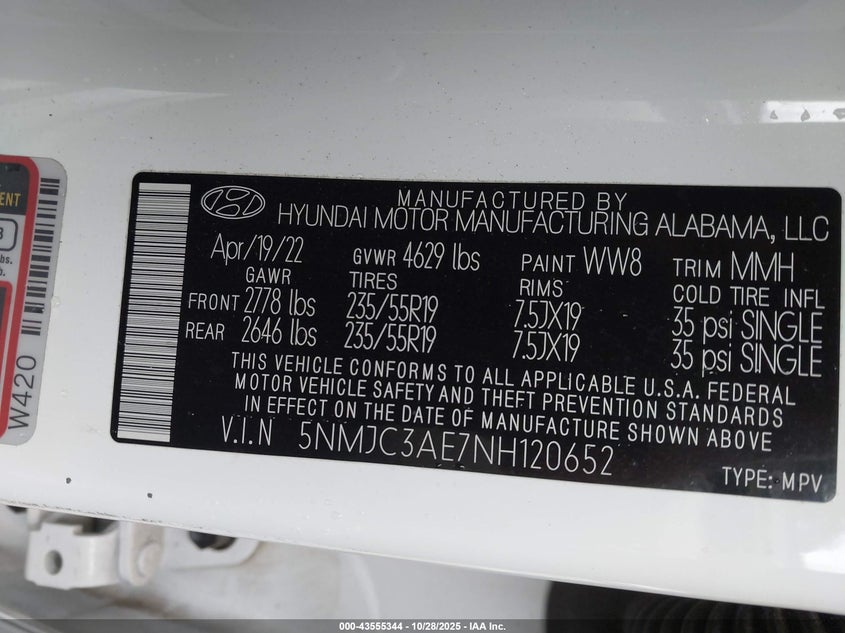 MANUFACTURED BY
HYUNDAI MOTOR MANUFACTURING ALABAMA, LLC
Apr/19/22 GVWR 4629 lbs PAINT WW8 TRIM MMH
GAWR TIRES RIMS COLD TIRE INFL
FRONT 2778 lbs 235/55R19 7.5JX19 35 psi SINGLE
REAR 2646 lbs 235/55R19 7.5JX19 35 psi SINGLE
THIS VEHICLE CONFORMS TO ALL APPLICABLE U.S.A. FEDERAL
MOTOR VEHICLE SAFETY AND THEFT PREVENTION STANDARDS
IN EFFECT ON THE DATE OF MANUFACTURE SHOWN ABOVE
V.I.N 5NMJC3AE7NH120652
TYPE: MPV
W420
000-43555344 | 10/28/2025 - IAA Inc.